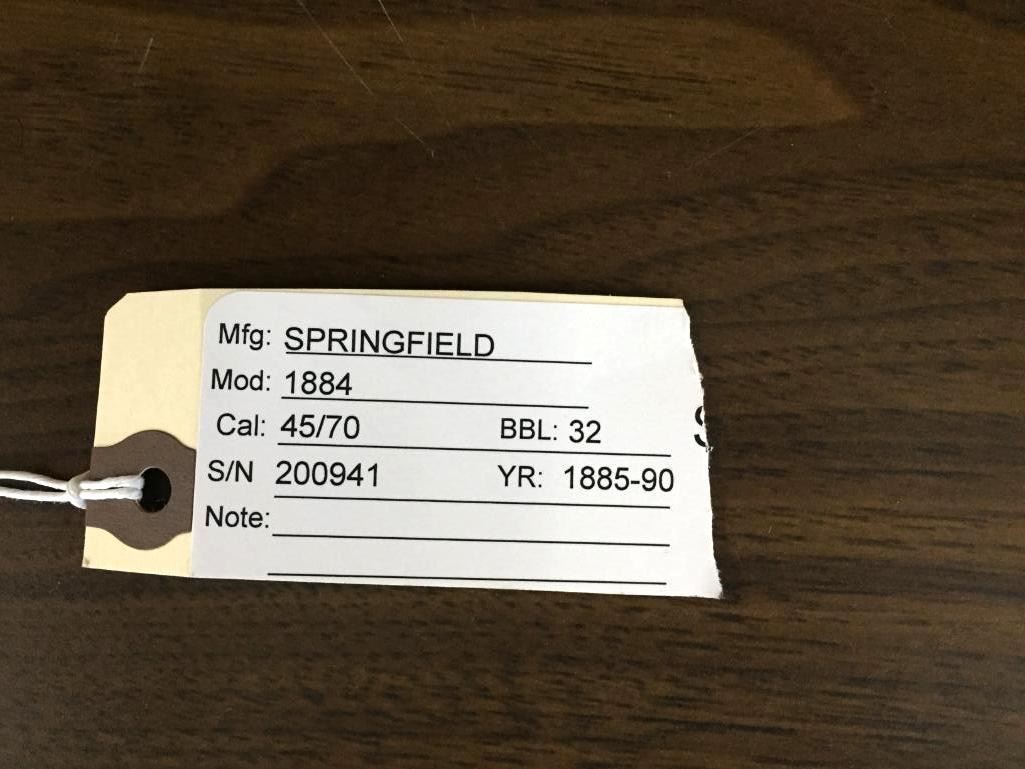 Mfg: SPRINGFIELD
Mod: 1884
Cal: 45/70 BBL: 32
S/N 200941 YR: 1885-90
Note: